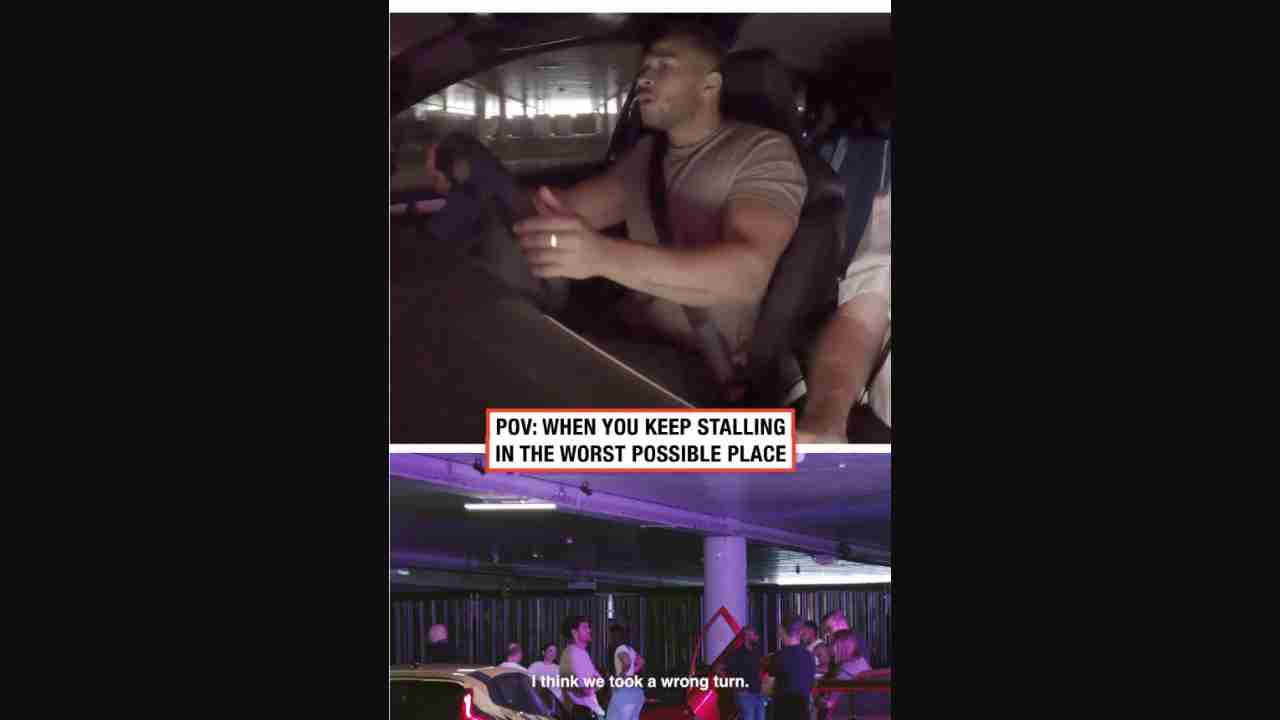 POV: WHEN YOU KEEP STALLING
IN THE WORST POSSIBLE PLACE
I think we took a wrong turn.